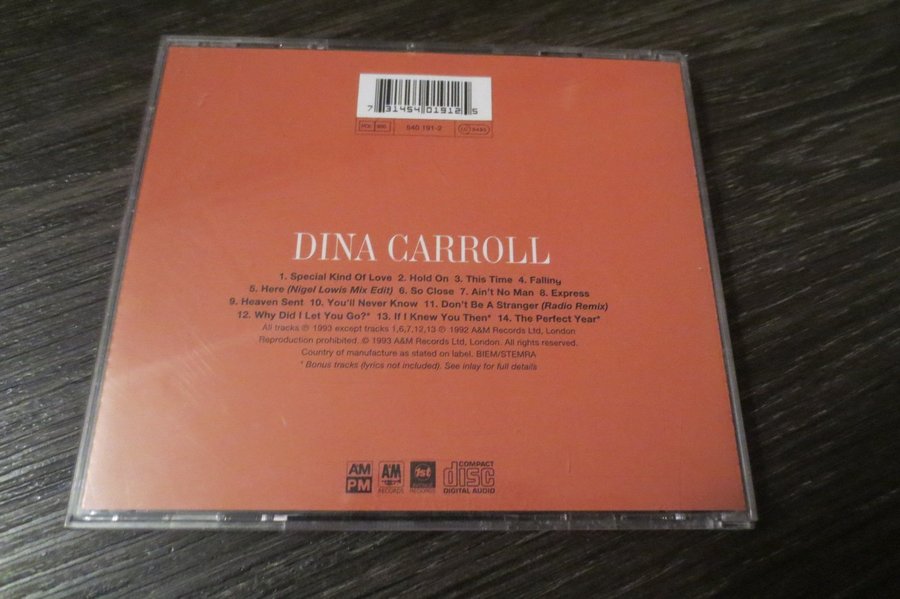 7 31454 01912 5
540 191-2
DINA CARROLL
1. Special Kind Of Love 2. Hold On 3. This Time 4. Falling
5. Here (Nigel Lowis Mix Edit) 6. So Close 7. Ain't No Man 8. Express
9. Heaven Sent 10. You'll Never Know 11. Don't Be A Stranger (Radio Remix)
12. Why Did I Let You Go?* 13. If I Knew You Then* 14. The Perfect Year*
All tracks ℗ 1993 except tracks 1,6,7,12,13 ℗ 1992 A&M Records Ltd, London
Reproduction prohibited. © 1993 A&M Records Ltd, London. All rights reserved.
Country of manufacture as stated on label. BIEM/STEMRA
* Bonus tracks (lyrics not included). See inlay for full details
AM PM A&M RECORDS 1st COMPACT disc DIGITAL AUDIO